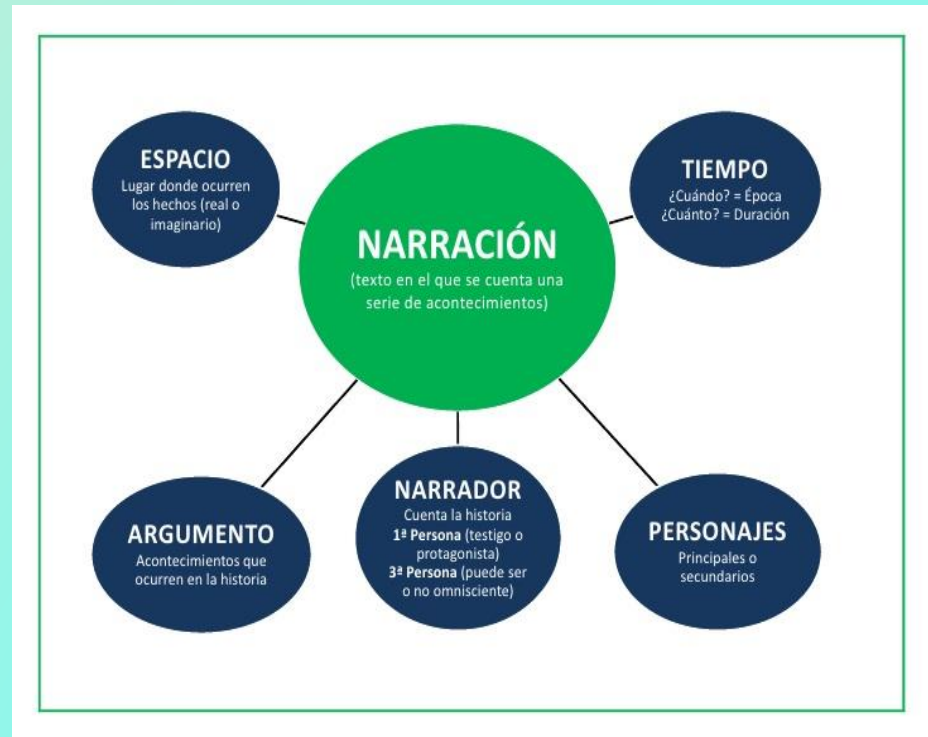 ESPACIO
Lugar donde ocurren
los hechos (real o
imaginario)
TIEMPO
¿Cuándo? = Época
¿Cuánto? = Duración
NARRACIÓN
(texto en el que se cuenta una
serie de acontecimientos)
ARGUMENTO
Acontecimientos que
ocurren en la historia
NARRADOR
Cuenta la historia
1ª Persona (testigo o
protagonista)
3ª Persona (puede ser
o no omnisciente)
PERSONAJES
Principales o
secundarios